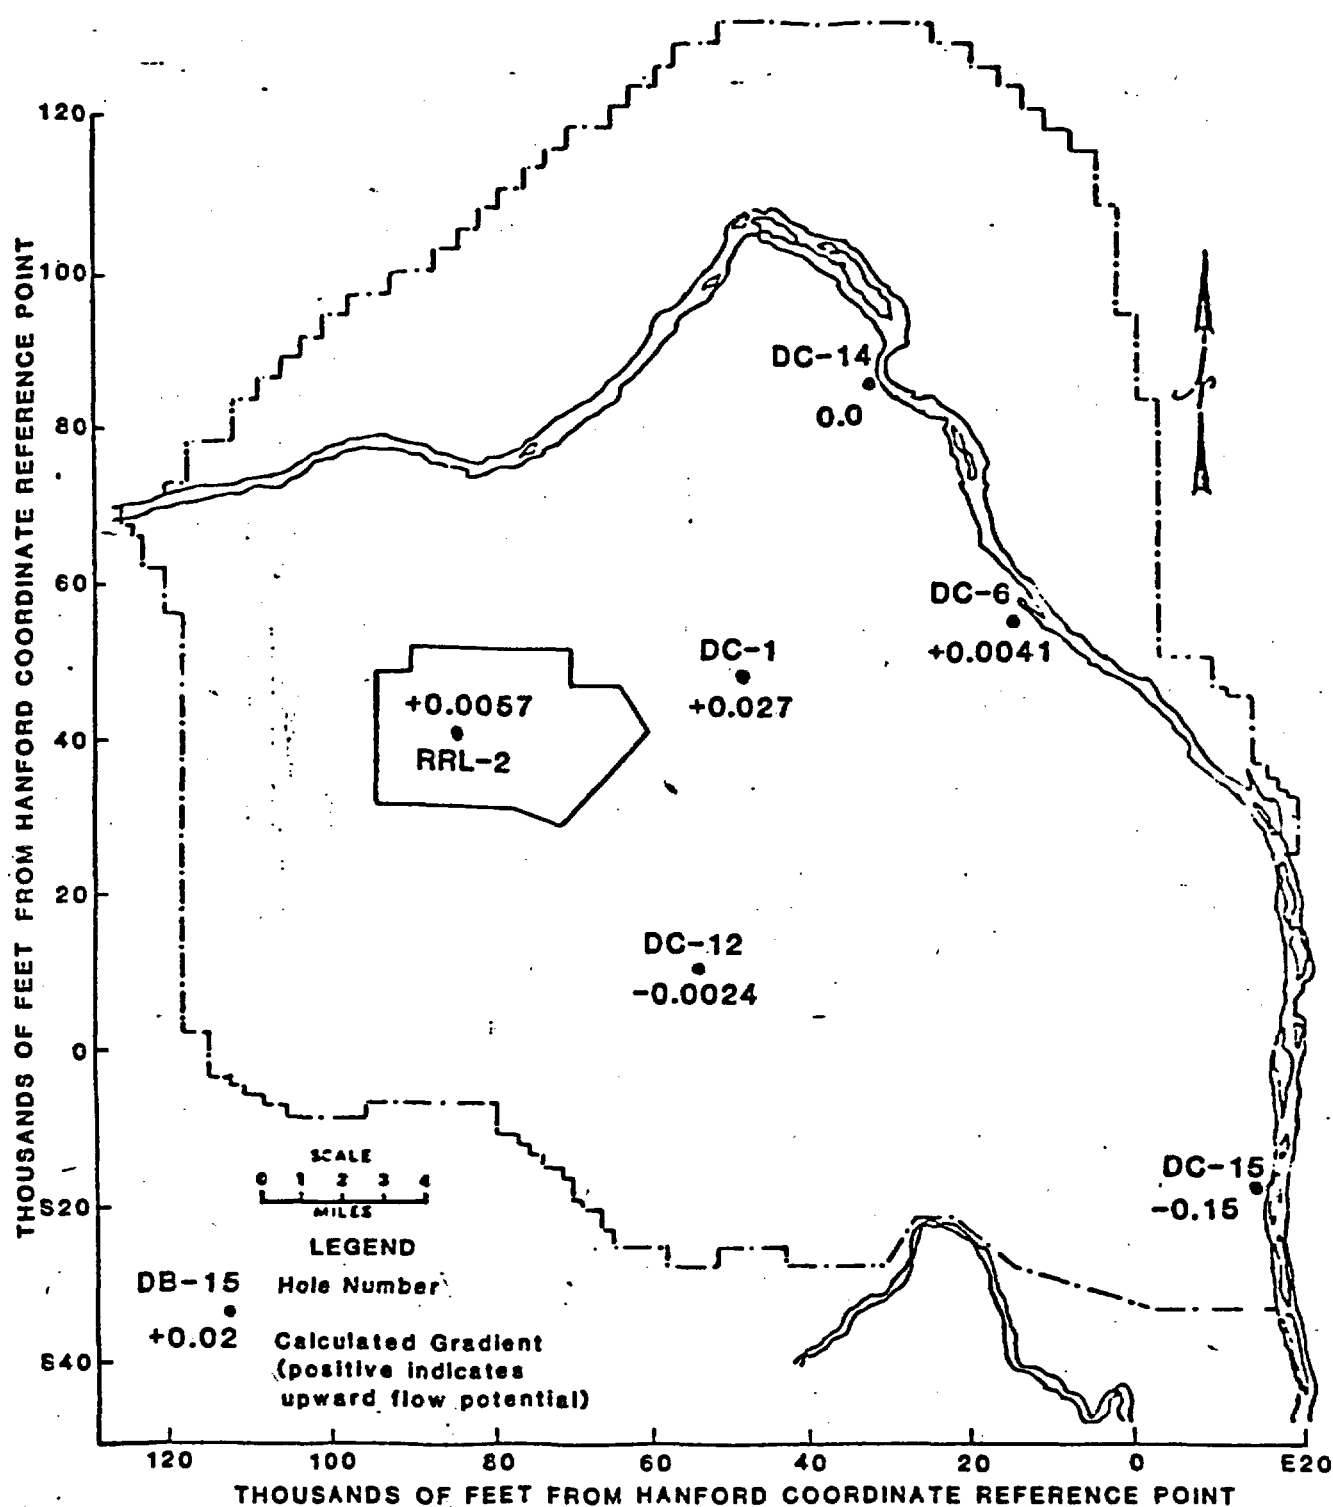 THOUSANDS OF FEET FROM HANFORD COORDINATE REFERENCE POINT
120
100
80
60
40
20
0
S20
S40
DC-14
0.0
DC-6
+0.0041
DC-1
+0.027
+0.0057
RRL-2
DC-12
-0.0024
DC-15
-0.15
SCALE
0 1 2 3 4
MILES
LEGEND
DB-15 Hole Number
+0.02 Calculated Gradient
(positive indicates
upward flow potential)
120 100 80 60 40 20 0 E20
THOUSANDS OF FEET FROM HANFORD COORDINATE REFERENCE POINT